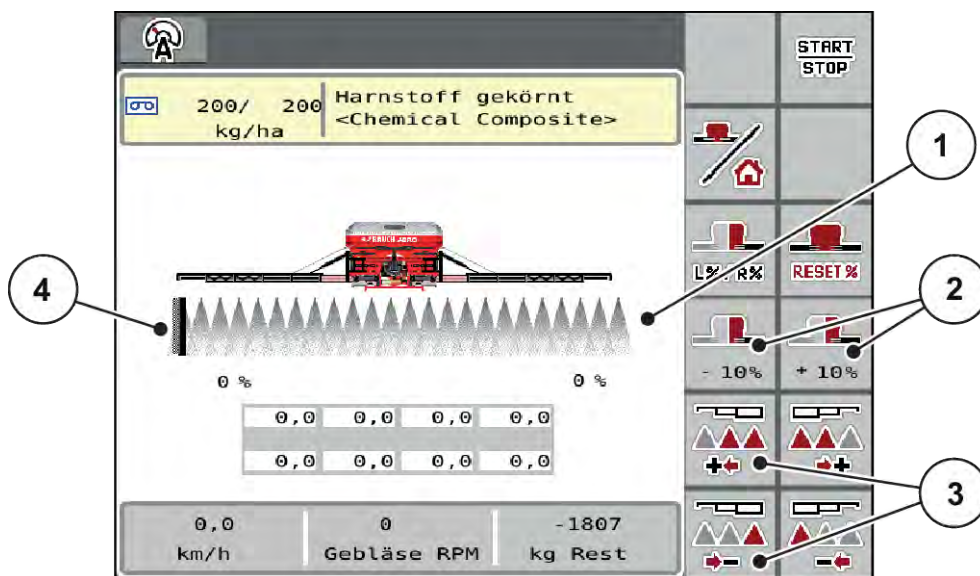 A
START
STOP
200/ 200
kg/ha
Harnstoff gekörnt
<Chemical Composite>
1
RAUCH
L% / R%
RESET %
4
2
0 %
0 %
- 10%
+ 10%
0,0 0,0 0,0 0,0
0,0 0,0 0,0 0,0
3
0,0
km/h
0
Gebläse RPM
-1807
kg Rest